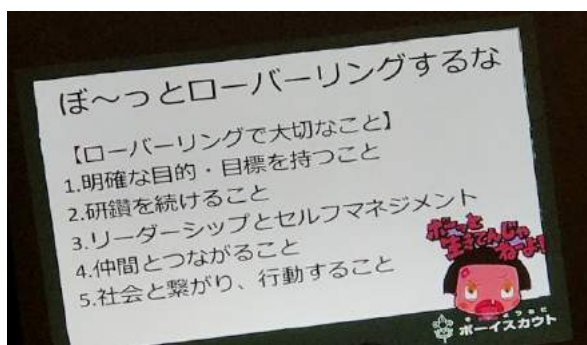 ぼ～っとローバーリングするな
【ローバーリングで大切なこと】
1.明確な目的・目標を持つこと
2.研鑽を続けること
3.リーダーシップとセルフマネジメント
4.仲間とつながること
5.社会と繋がり、行動すること
ボーっと
生きてんじゃ
ねーよ!
ボーイスカウト